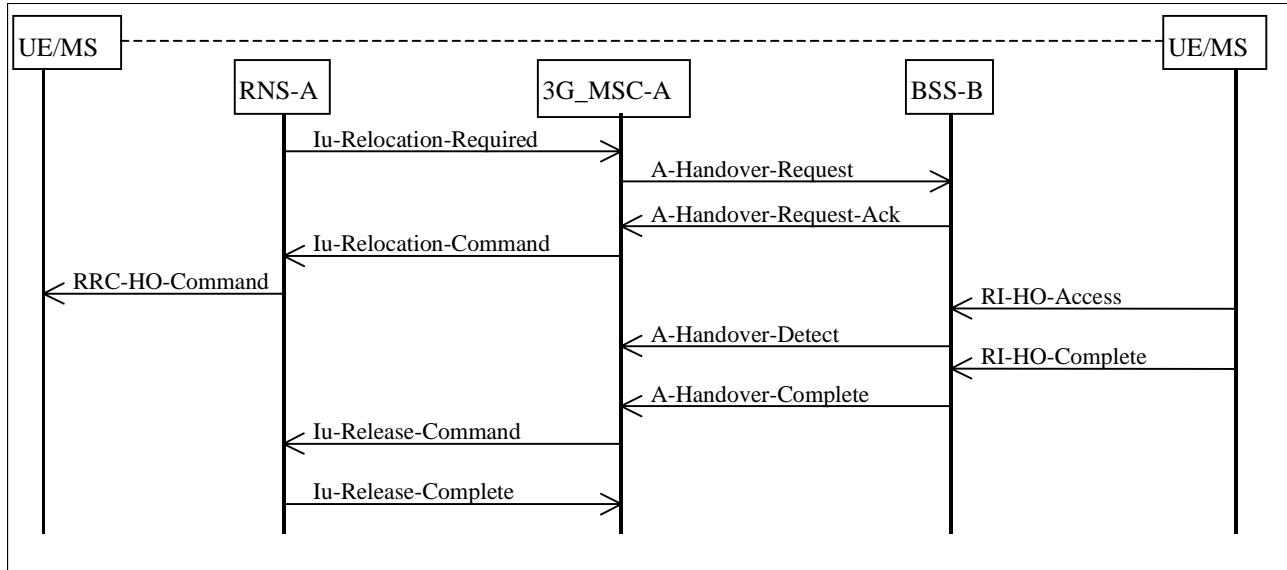 UE/MS
UE/MS
RNS-A
3G_MSC-A
BSS-B
Iu-Relocation-Required
A-Handover-Request
A-Handover-Request-Ack
Iu-Relocation-Command
RRC-HO-Command
RI-HO-Access
A-Handover-Detect
RI-HO-Complete
A-Handover-Complete
Iu-Release-Command
Iu-Release-Complete